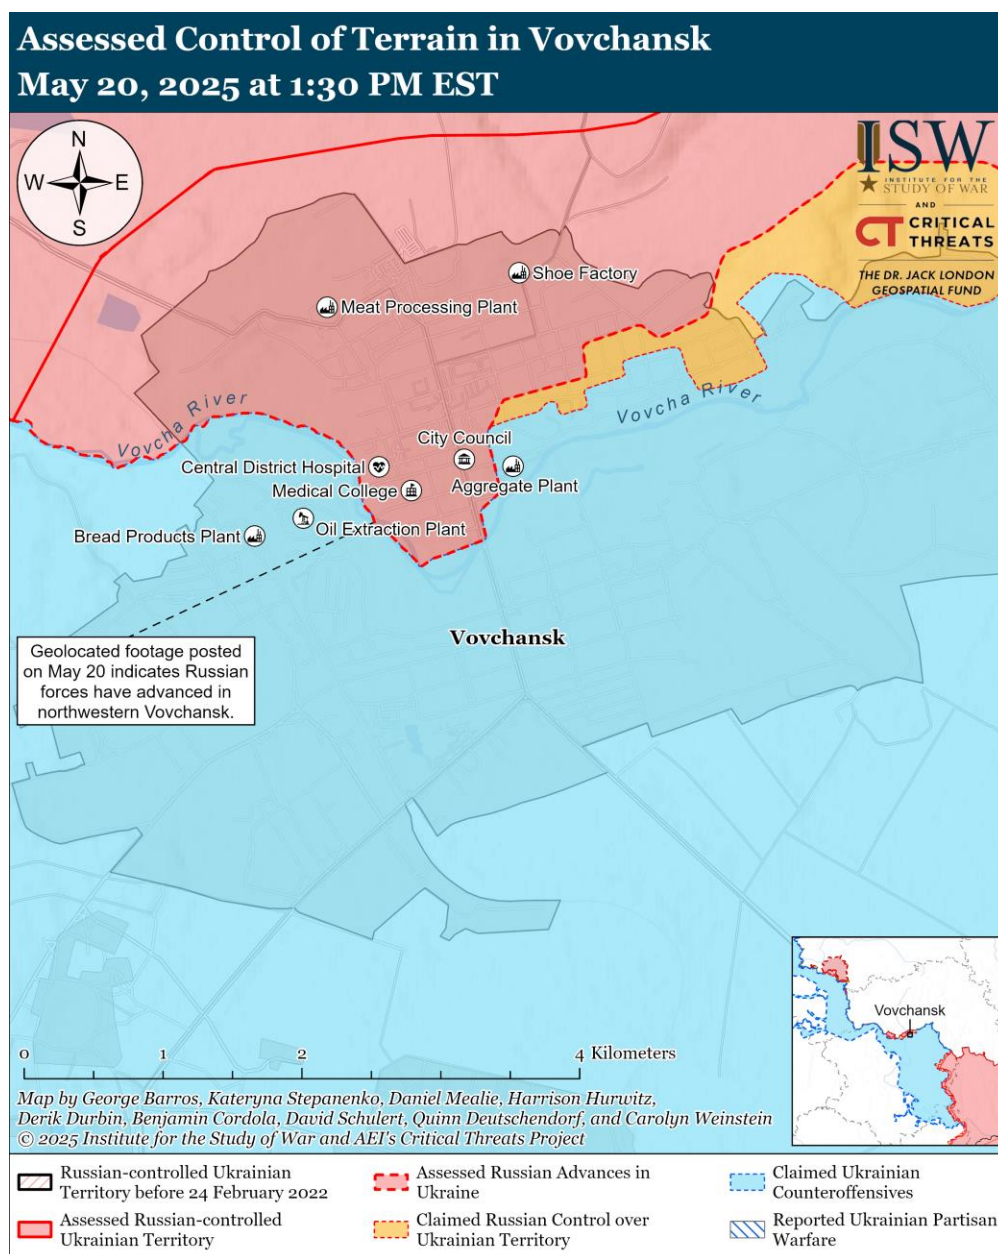 Assessed Control of Terrain in Vovchansk
May 20, 2025 at 1:30 PM EST
N
W E
S
ISW
INSTITUTE FOR THE
STUDY OF WAR
AND
CT CRITICAL
THREATS
THE DR. JACK LONDON
GEOSPATIAL FUND
Shoe Factory
Meat Processing Plant
Vovcha River
Vovcha River
City Council
Central District Hospital
Medical College
Aggregate Plant
Oil Extraction Plant
Bread Products Plant
Vovchansk
Geolocated footage posted
on May 20 indicates Russian
forces have advanced in
northwestern Vovchansk.
Vovchansk
0 1 2 4 Kilometers
Map by George Barros, Kateryna Stepanenko, Daniel Mealie, Harrison Hurwitz,
Derik Durbin, Benjamin Cordola, David Schulert, Quinn Deutschendorf, and Carolyn Weinstein
© 2025 Institute for the Study of War and AEI's Critical Threats Project
Russian-controlled Ukrainian
Territory before 24 February 2022
Assessed Russian-controlled
Ukrainian Territory
Assessed Russian Advances in
Ukraine
Claimed Russian Control over
Ukrainian Territory
Claimed Ukrainian
Counteroffensives
Reported Ukrainian Partisan
Warfare